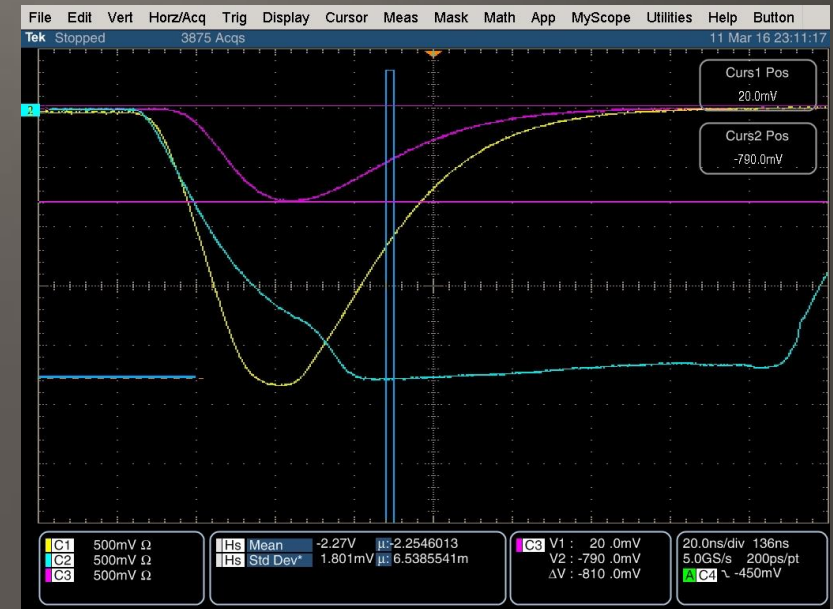 File Edit Vert Horz/Acq Trig Display Cursor Meas Mask Math App MyScope Utilities Help Button
Tek Stopped 3875 Acqs 11 Mar 16 23:11:17
Curs1 Pos
20.0mV
Curs2 Pos
-790.0mV
2
C1 500mV Ω
C2 500mV Ω
C3 500mV Ω
Hs Mean -2.27V µ:-2.2546013
Hs Std Dev* 1.801mV µ: 6.5385541m
C3 V1 : 20 .0mV
V2 : -790 .0mV
ΔV : -810 .0mV
20.0ns/div 136ns
5.0GS/s 200ps/pt
A C4 -450mV